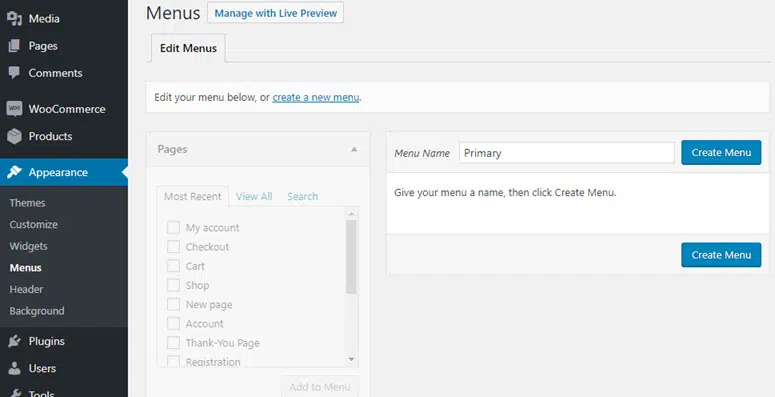 Media
Pages
Comments
WOO
WooCommerce
Products
Appearance
Themes
Customize
Widgets
Menus
Header
Background
Plugins
Users
Tools
Menus
Manage with Live Preview
Edit Menus
Edit your menu below, or create a new menu.
Pages
Most Recent View All Search
My account
Checkout
Cart
Shop
New page
Account
Thank-You Page
Registration
Add to Menu
Menu Name Primary Create Menu
Give your menu a name, then click Create Menu.
Create Menu